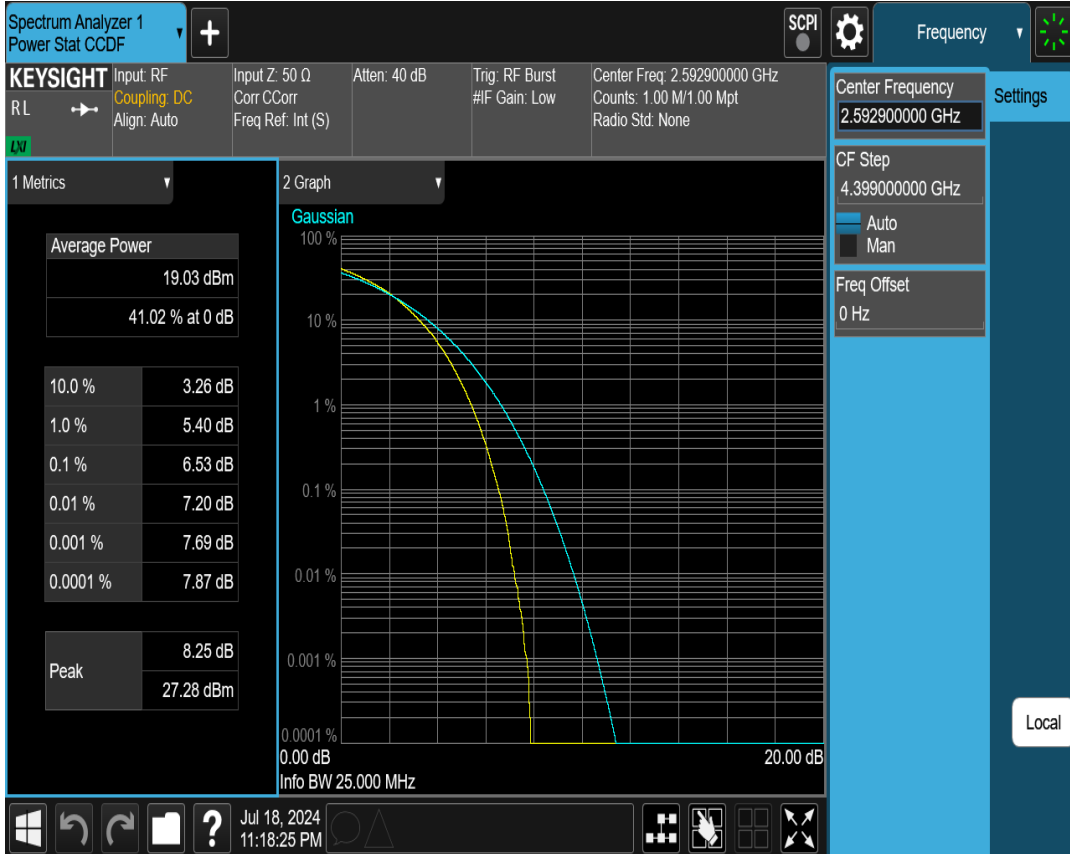 Spectrum Analyzer 1
Power Stat CCDF
+
SCPI
Frequency
KEYSIGHT
RL
LXI
Input: RF
Coupling: DC
Align: Auto
Input Z: 50 Ω
Corr CCorr
Freq Ref: Int (S)
Atten: 40 dB
Trig: RF Burst
#IF Gain: Low
Center Freq: 2.592900000 GHz
Counts: 1.00 M/1.00 Mpt
Radio Std: None
Center Frequency
2.592900000 GHz
Settings
CF Step
4.399000000 GHz
Auto
Man
Freq Offset
0 Hz
1 Metrics
Average Power
19.03 dBm
41.02 % at 0 dB
10.0 % 3.26 dB
1.0 % 5.40 dB
0.1 % 6.53 dB
0.01 % 7.20 dB
0.001 % 7.69 dB
0.0001 % 7.87 dB
Peak
8.25 dB
27.28 dBm
2 Graph
Gaussian
100 %
10 %
1 %
0.1 %
0.01 %
0.001 %
0.0001 %
0.00 dB 20.00 dB
Info BW 25.000 MHz
Local
?
Jul 18, 2024
11:18:25 PM